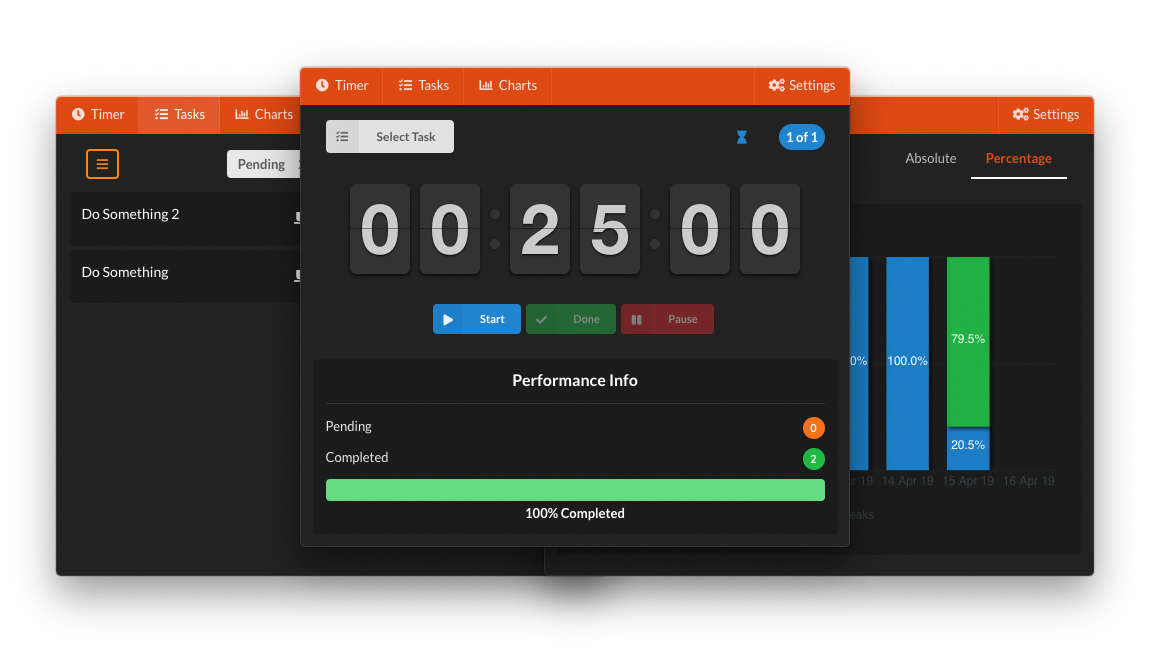 Timer Tasks Charts Settings
Select Task 1 of 1
00:25:00
Start Done Pause
Performance Info
Pending 0
Completed 2
100% Completed
Timer Tasks Charts
Pending
Do Something 2
Do Something
Settings
Absolute Percentage
79.5%
0% 100.0%
20.5%
r 19 14 Apr 19 15 Apr 19 16 Apr 19
eaks